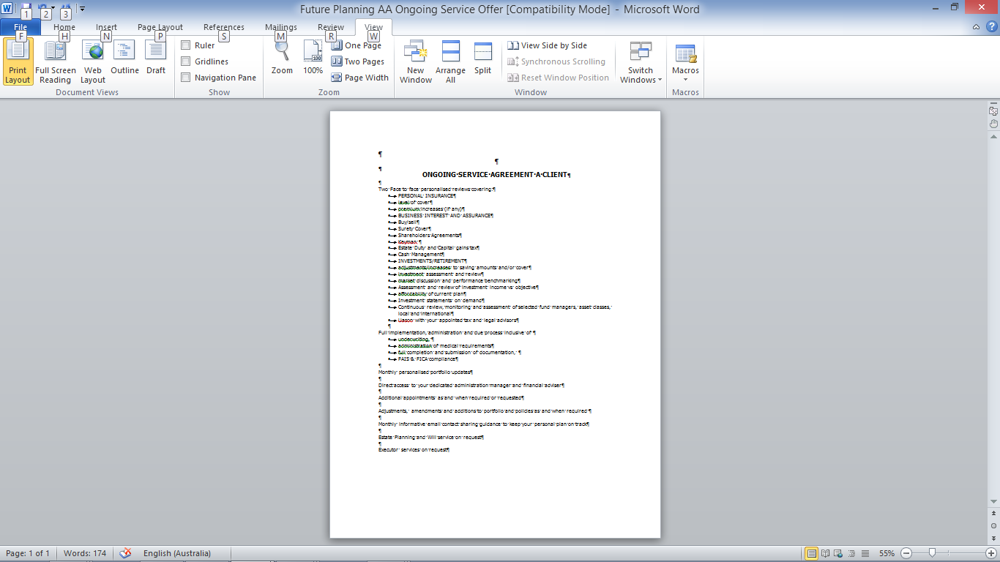 Future Planning AA Ongoing Service Offer [Compatibility Mode] - Microsoft Word
1 2 3
File Home Insert Page Layout References Mailings Review View
F H N P S M R W
Print Layout
Full Screen Reading
Web Layout
Outline
Draft
Document Views
Ruler
Gridlines
Navigation Pane
Show
Zoom
100
100%
One Page
Two Pages
Page Width
Zoom
New Window
Arrange All
Split
View Side by Side
Synchronous Scrolling
Reset Window Position
Window
Switch Windows
Macros
Macros
¶
¶
¶
ONGOING·SERVICE·AGREEMENT·A·CLIENT¶
¶
Two Face to face personalised reviews covering:¶
PERSONAL INSURANCE¶
level of cover¶
premium increases (if any)¶
BUSINESS INTEREST AND ASSURANCE¶
Buy/sell¶
Surety Cover¶
Shareholders Agreements¶
Keyman ¶
Estate Duty and Capital gains tax¶
Cash Management¶
INVESTMENTS/RETIREMENT¶
adjustments/increases to saving amounts and/or cover¶
investment assessment and review¶
market discussion and performance benchmarking¶
Assessment and review of investment income vs objective¶
affordability of current plan¶
Investment statements on demand¶
Continuous review, monitoring and assessment of selected fund managers, asset classes,
local and international¶
Liason with your appointed tax and legal advisors¶
¶
Full implementation, administration and due process inclusive of ¶
underwriting, ¶
administration of medical requirements¶
full completion and submission of documentation, ¶
FAIS & FICA compliance¶
¶
Monthly personalised portfolio updates¶
¶
Direct access to your dedicated administration manager and financial adviser¶
¶
Additional appointments as and when required or requested¶
¶
Adjustments, amendments and additions to portfolio and policies as and when required ¶
¶
Monthly informative email contact sharing guidance to keep your personal plan on track¶
¶
Estate Planning and Will service on request¶
¶
Executor services on request¶
Page: 1 of 1 Words: 174 English (Australia) 55%